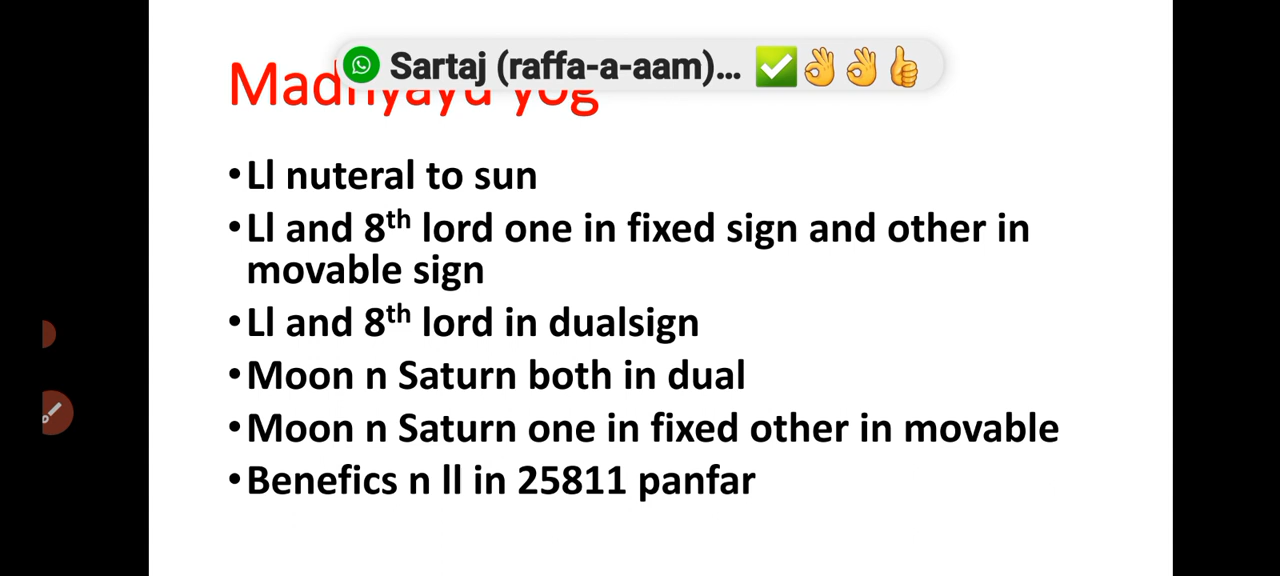 Sartaj (raffa-a-aam)... ✅👌👌👍
Madhyayu yog
•Ll nuteral to sun
•Ll and 8th lord one in fixed sign and other in
movable sign
•Ll and 8th lord in dualsign
•Moon n Saturn both in dual
•Moon n Saturn one in fixed other in movable
•Benefics n ll in 25811 panfar